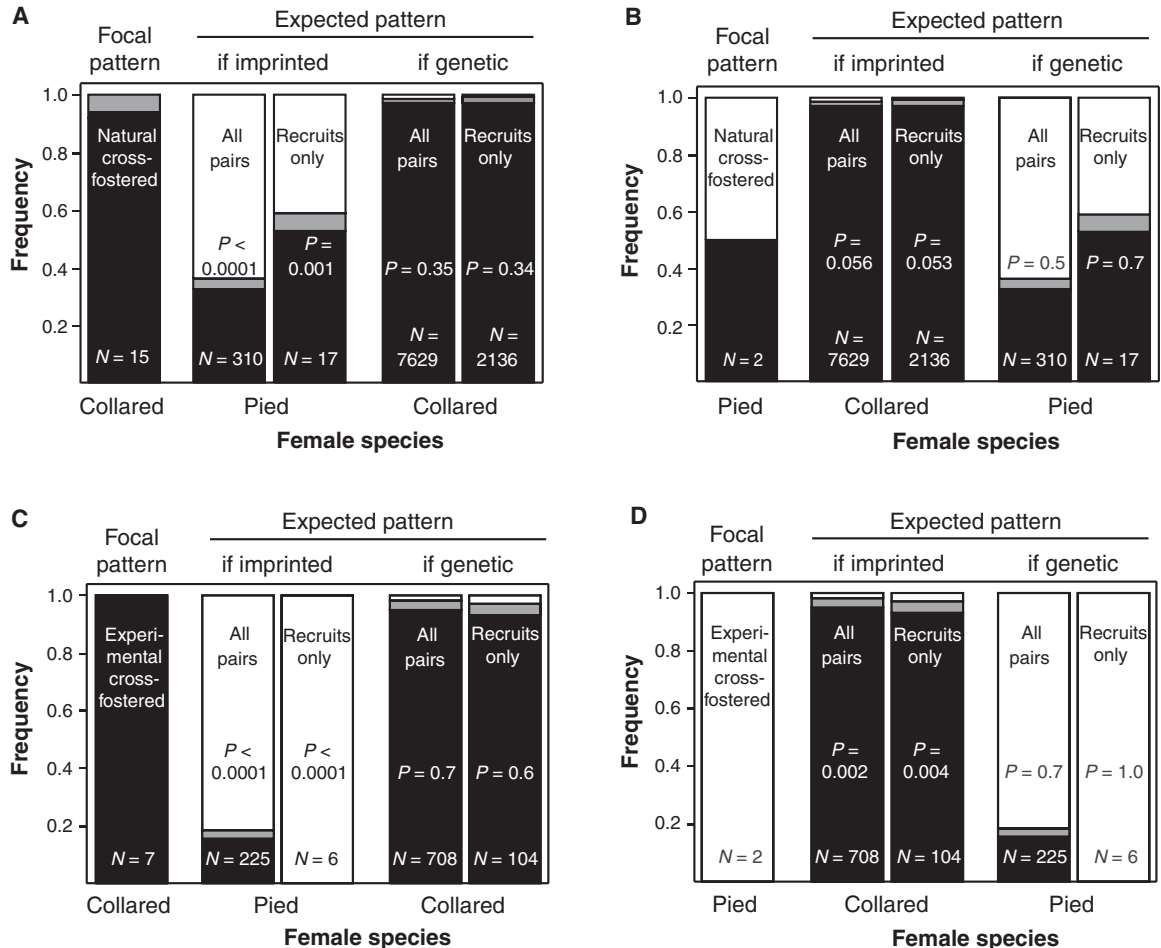 A
Expected pattern
Focal
pattern
if imprinted
if genetic
1.0
0.8
0.6
0.4
0.2
Frequency
Natural
cross-
fostered
All
pairs
Recruits
only
All
pairs
Recruits
only
P <
0.0001
P =
0.001
P = 0.35
P = 0.34
N = 15
N = 310
N = 17
N =
7629
N =
2136
Collared
Pied
Collared
Female species
B
Expected pattern
Focal
pattern
if imprinted
if genetic
1.0
0.8
0.6
0.4
0.2
Frequency
Natural
cross-
fostered
All
pairs
Recruits
only
All
pairs
Recruits
only
P =
0.056
P =
0.053
P = 0.5
P = 0.7
N = 2
N =
7629
N =
2136
N = 310
N = 17
Pied
Collared
Pied
Female species
C
Expected pattern
Focal
pattern
if imprinted
if genetic
1.0
0.8
0.6
0.4
0.2
Frequency
Experi-
mental
cross-
fostered
All
pairs
Recruits
only
All
pairs
Recruits
only
P <
0.0001
P <
0.0001
P = 0.7
P = 0.6
N = 7
N = 225
N = 6
N = 708
N = 104
Collared
Pied
Collared
Female species
D
Expected pattern
Focal
pattern
if imprinted
if genetic
1.0
0.8
0.6
0.4
0.2
Frequency
Experi-
mental
cross-
fostered
All
pairs
Recruits
only
All
pairs
Recruits
only
P =
0.002
P =
0.004
P = 0.7
P = 1.0
N = 2
N = 708
N = 104
N = 225
N = 6
Pied
Collared
Pied
Female species